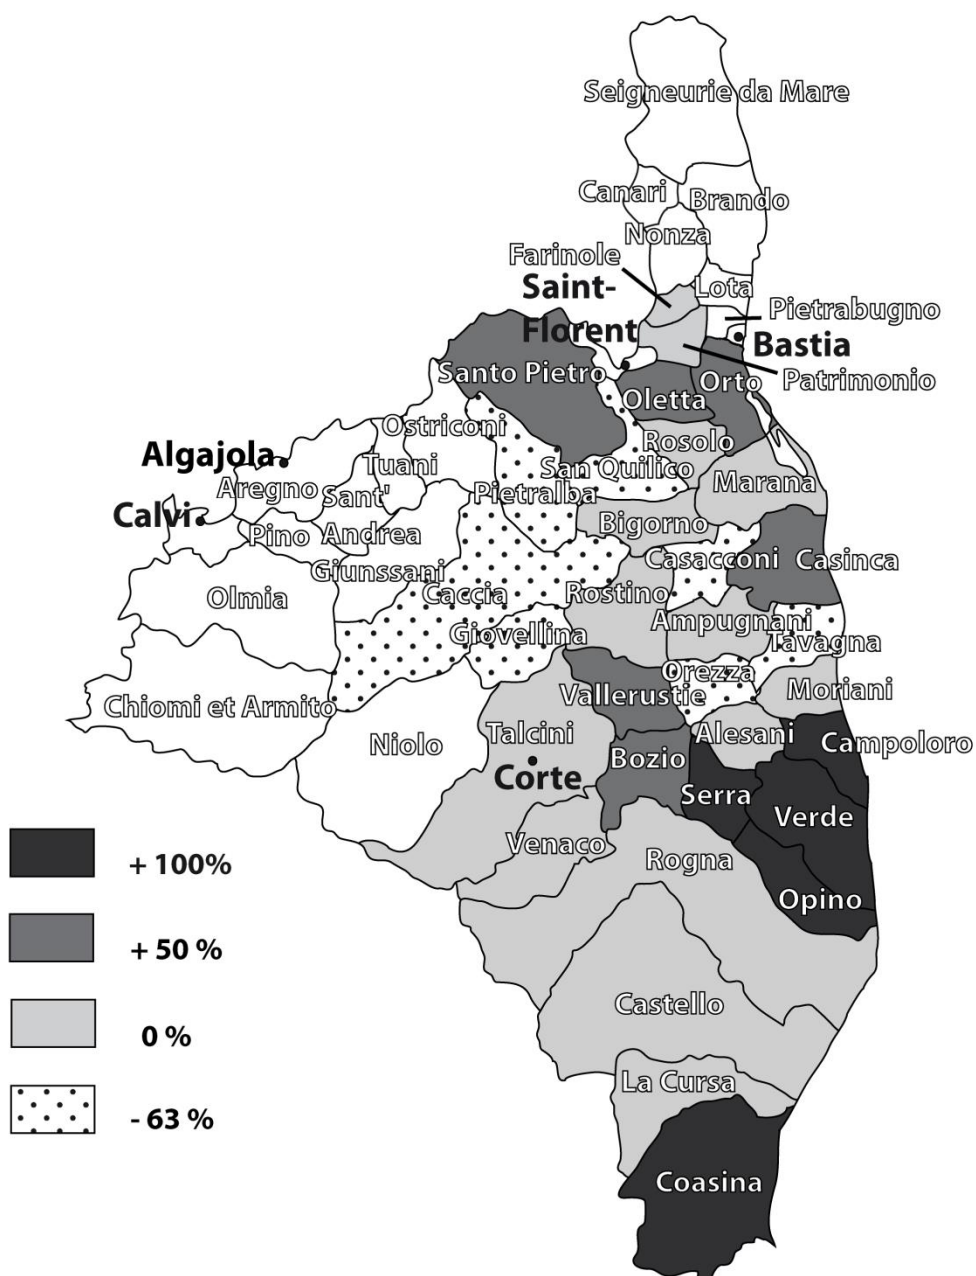 Seigneurie da Mare
Canari
Brando
Nonza
Farinole
Lota
Saint-
Florent
Pietrabugno
Bastia
Patrimonio
Santo Pietro
Orto
Oletta
Ostriconi
Rosolo
Algajola
Tuani
San Quilico
Marana
Aregno
Sant'
Andrea
Pietralba
Calvi
Pino
Bigorno
Casacconi
Casinca
Giunssani
Olmia
Caccia
Rostino
Ampugnani
Giovellina
Tavagna
Orezza
Moriani
Vallerustie
Chiomi et Armito
Niolo
Talcini
Alesani
Campoloro
Bozio
Corte
Serra
Verde
Venaco
Rogna
Opino
Castello
La Cursa
Coasina
+ 100%
+ 50 %
0 %
- 63 %